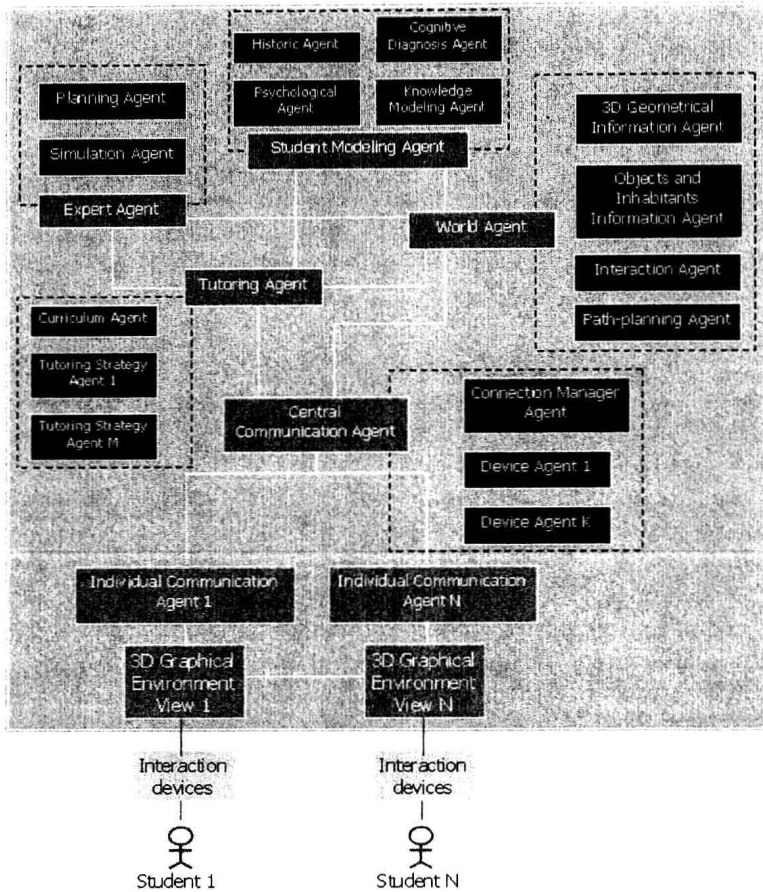 Historic Agent
Cognitive
Diagnosis Agent
Psychological
Agent
Knowledge
Modeling Agent
Student Modeling Agent
Planning Agent
Simulation Agent
Expert Agent
3D Geometrical
Information Agent
Objects and
Inhabitants
Information Agent
Interaction Agent
Path-planning Agent
World Agent
Tutoring Agent
Curriculum Agent
Tutoring Strategy
Agent 1
Tutoring Strategy
Agent M
Central
Communication Agent
Connection Manager
Agent
Device Agent 1
Device Agent K
Individual Communication
Agent 1
Individual Communication
Agent N
3D Graphical
Environment
View 1
3D Graphical
Environment
View N
Interaction
devices
Interaction
devices
Student 1
Student N